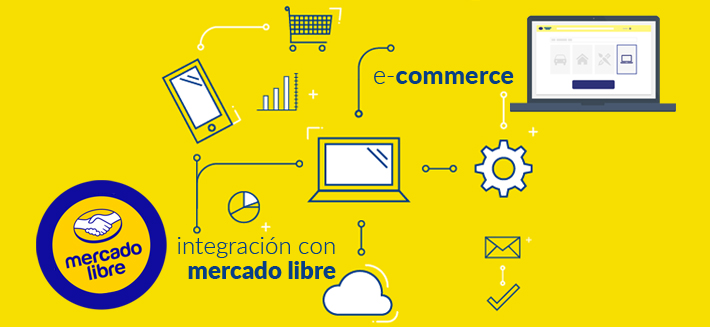 e-commerce
mercado
libre
integración con
mercado libre